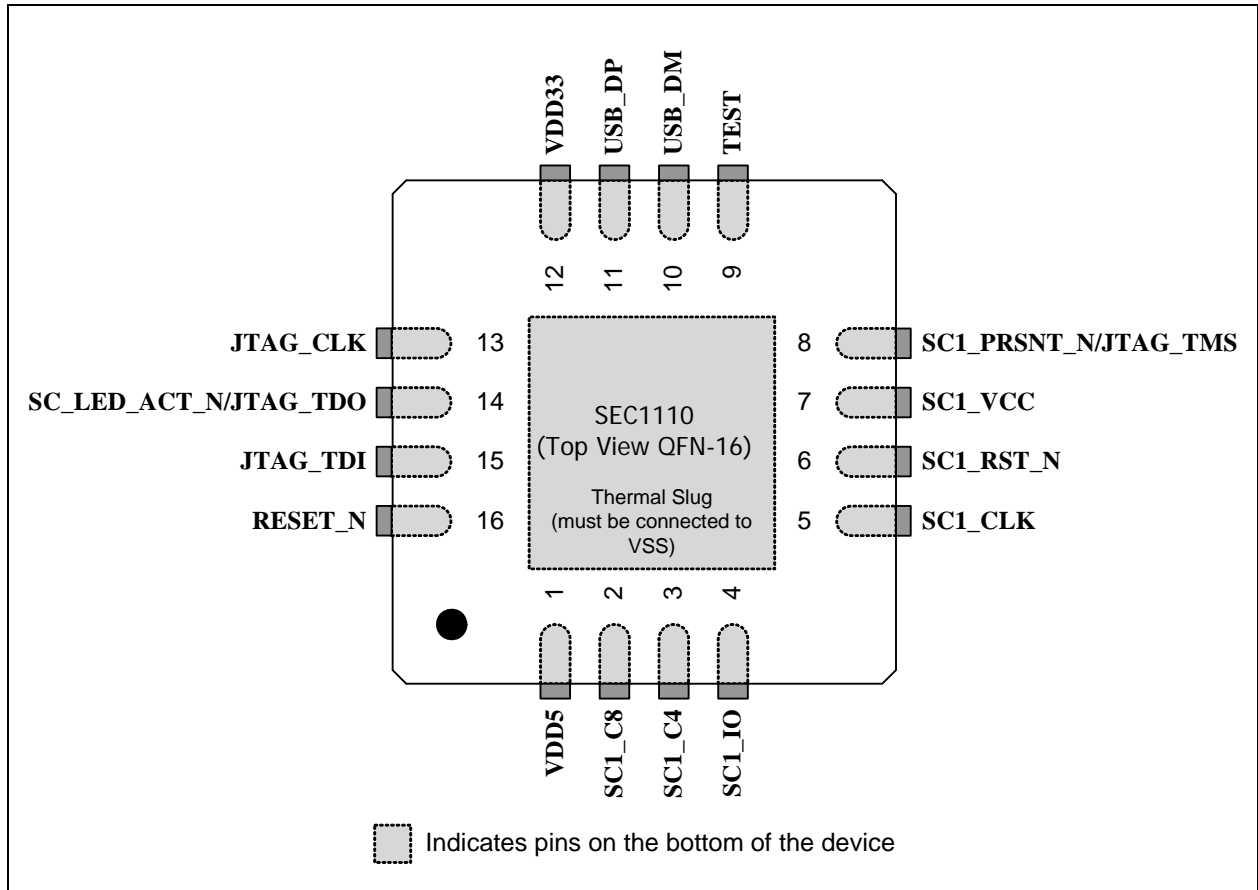 VDD33
USB_DP
USB_DM
TEST
12
11
10
9
JTAG_CLK
13
SC_LED_ACT_N/JTAG_TDO
14
JTAG_TDI
15
RESET_N
16
SEC1110
(Top View QFN-16)
Thermal Slug
(must be connected to
VSS)
8
SC1_PRSNT_N/JTAG_TMS
7
SC1_VCC
6
SC1_RST_N
5
SC1_CLK
1
2
3
4
VDD5
SC1_C8
SC1_C4
SC1_IO
Indicates pins on the bottom of the device